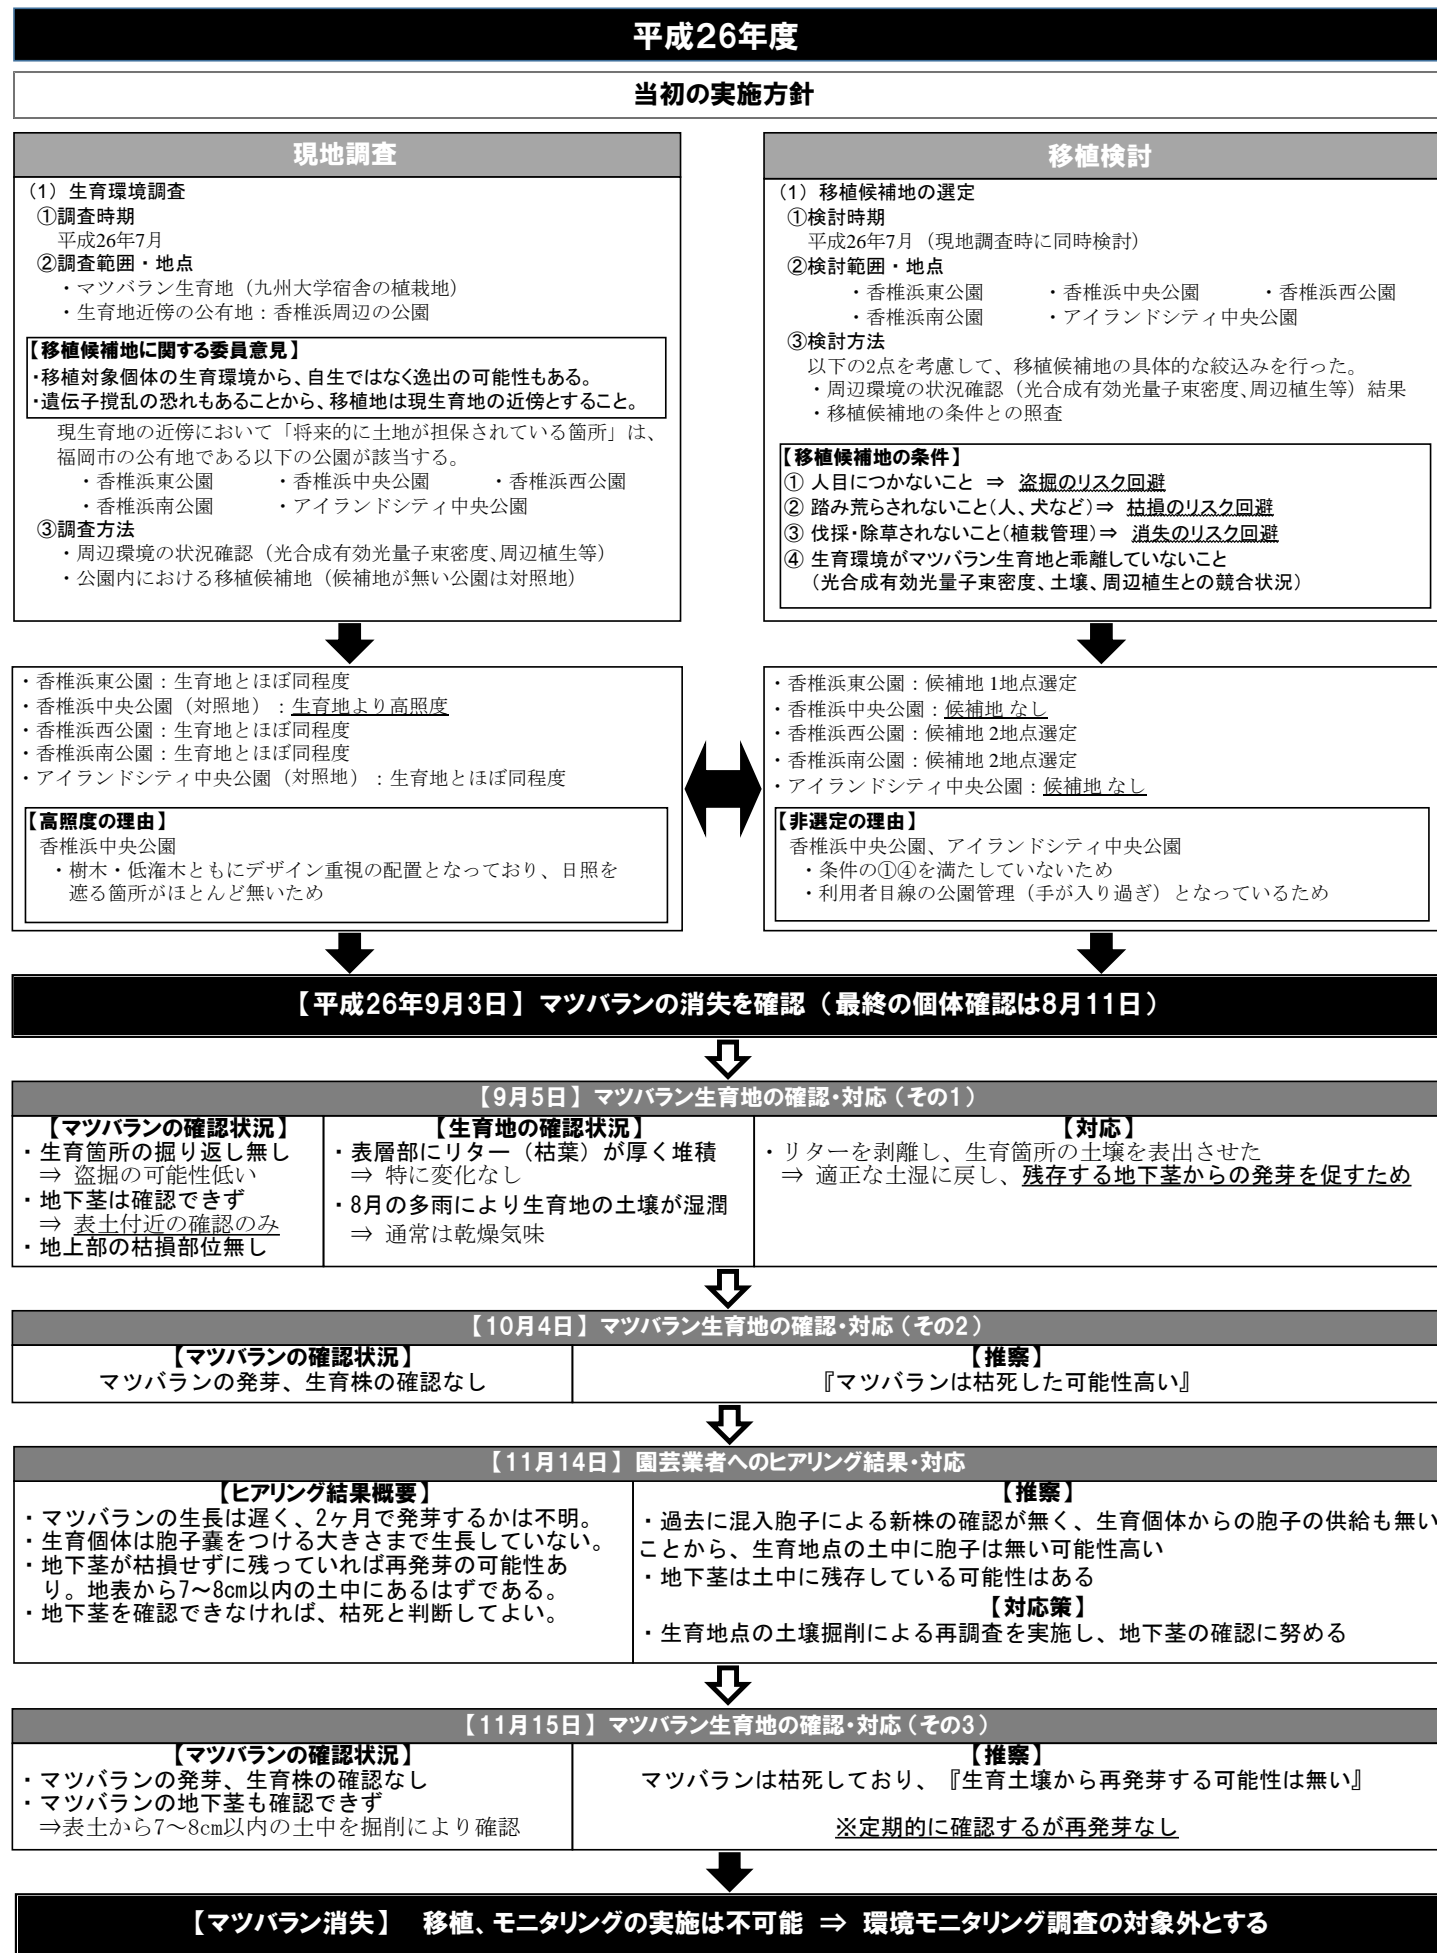 平成26年度
当初の実施方針
現地調査
(1) 生育環境調査
①調査時期
平成26年7月
②調査範囲・地点
・マツバラン生育地（九州大学宿舎の植栽地）
・生育地近傍の公有地：香椎浜周辺の公園
【移植候補地に関する委員意見】
・移植対象個体の生育環境から、自生ではなく逸出の可能性もある。
・遺伝子撹乱の恐れもあることから、移植地は現生育地の近傍とすること。
現生育地の近傍において「将来的に土地が担保されている箇所」は、
福岡市の公有地である以下の公園が該当する。
・香椎浜東公園　・香椎浜中央公園　・香椎浜西公園
・香椎浜南公園　・アイランドシティ中央公園
③調査方法
・周辺環境の状況確認（光合成有効光量子束密度、周辺植生等）
・公園内における移植候補地（候補地が無い公園は対照地）
移植検討
(1) 移植候補地の選定
①検討時期
平成26年7月（現地調査時に同時検討）
②検討範囲・地点
・香椎浜東公園　・香椎浜中央公園　・香椎浜西公園
・香椎浜南公園　・アイランドシティ中央公園
③検討方法
以下の2点を考慮して、移植候補地の具体的な絞込みを行った。
・周辺環境の状況確認（光合成有効光量子束密度、周辺植生等）結果
・移植候補地の条件との照査
【移植候補地の条件】
① 人目につかないこと ⇒ 盗掘のリスク回避
② 踏み荒らされないこと（人、犬など）⇒ 枯損のリスク回避
③ 伐採・除草されないこと（植栽管理）⇒ 消失のリスク回避
④ 生育環境がマツバラン生育地と乖離していないこと
（光合成有効光量子束密度、土壌、周辺植生との競合状況）
・香椎浜東公園：生育地とほぼ同程度
・香椎浜中央公園（対照地）：生育地より高照度
・香椎浜西公園：生育地とほぼ同程度
・香椎浜南公園：生育地とほぼ同程度
・アイランドシティ中央公園（対照地）：生育地とほぼ同程度
【高照度の理由】
香椎浜中央公園
・樹木・低潅木ともにデザイン重視の配置となっており、日照を
遮る箇所がほとんど無いため
・香椎浜東公園：候補地 1地点選定
・香椎浜中央公園：候補地 なし
・香椎浜西公園：候補地 2地点選定
・香椎浜南公園：候補地 2地点選定
・アイランドシティ中央公園：候補地 なし
【非選定の理由】
香椎浜中央公園、アイランドシティ中央公園
・条件の①④を満たしていないため
・利用者目線の公園管理（手が入り過ぎ）となっているため
【平成26年9月3日】マツバランの消失を確認（最終の個体確認は8月11日）
【9月5日】マツバラン生育地の確認・対応（その1）
【マツバランの確認状況】
・生育箇所の掘り返し無し
⇒ 盗掘の可能性低い
・地下茎は確認できず
⇒ 表土付近の確認のみ
・地上部の枯損部位無し
【生育地の確認状況】
・表層部にリター（枯葉）が厚く堆積
⇒ 特に変化なし
・8月の多雨により生育地の土壌が湿潤
⇒ 通常は乾燥気味
【対応】
・リターを剥離し、生育箇所の土壌を表出させた
⇒ 適正な土湿に戻し、残存する地下茎からの発芽を促すため
【10月4日】マツバラン生育地の確認・対応（その2）
【マツバランの確認状況】
マツバランの発芽、生育株の確認なし
【推察】
『マツバランは枯死した可能性高い』
【11月14日】園芸業者へのヒアリング結果・対応
【ヒアリング結果概要】
・マツバランの生長は遅く、2ヶ月で発芽するかは不明。
・生育個体は胞子嚢をつける大きさまで生長していない。
・地下茎が枯損せずに残っていれば再発芽の可能性あ
り。地表から7～8cm以内の土中にあるはずである。
・地下茎を確認できなければ、枯死と判断してよい。
【推察】
・過去に混入胞子による新株の確認が無く、生育個体からの胞子の供給も無い
ことから、生育地点の土中に胞子は無い可能性高い
・地下茎は土中に残存している可能性はある
【対応策】
・生育地点の土壌掘削による再調査を実施し、地下茎の確認に努める
【11月15日】マツバラン生育地の確認・対応（その3）
【マツバランの確認状況】
・マツバランの発芽、生育株の確認なし
・マツバランの地下茎も確認できず
⇒表土から7～8cm以内の土中を掘削により確認
【推察】
マツバランは枯死しており、『生育土壌から再発芽する可能性は無い』
※定期的に確認するが再発芽なし
【マツバラン消失】　移植、モニタリングの実施は不可能 ⇒ 環境モニタリング調査の対象外とする